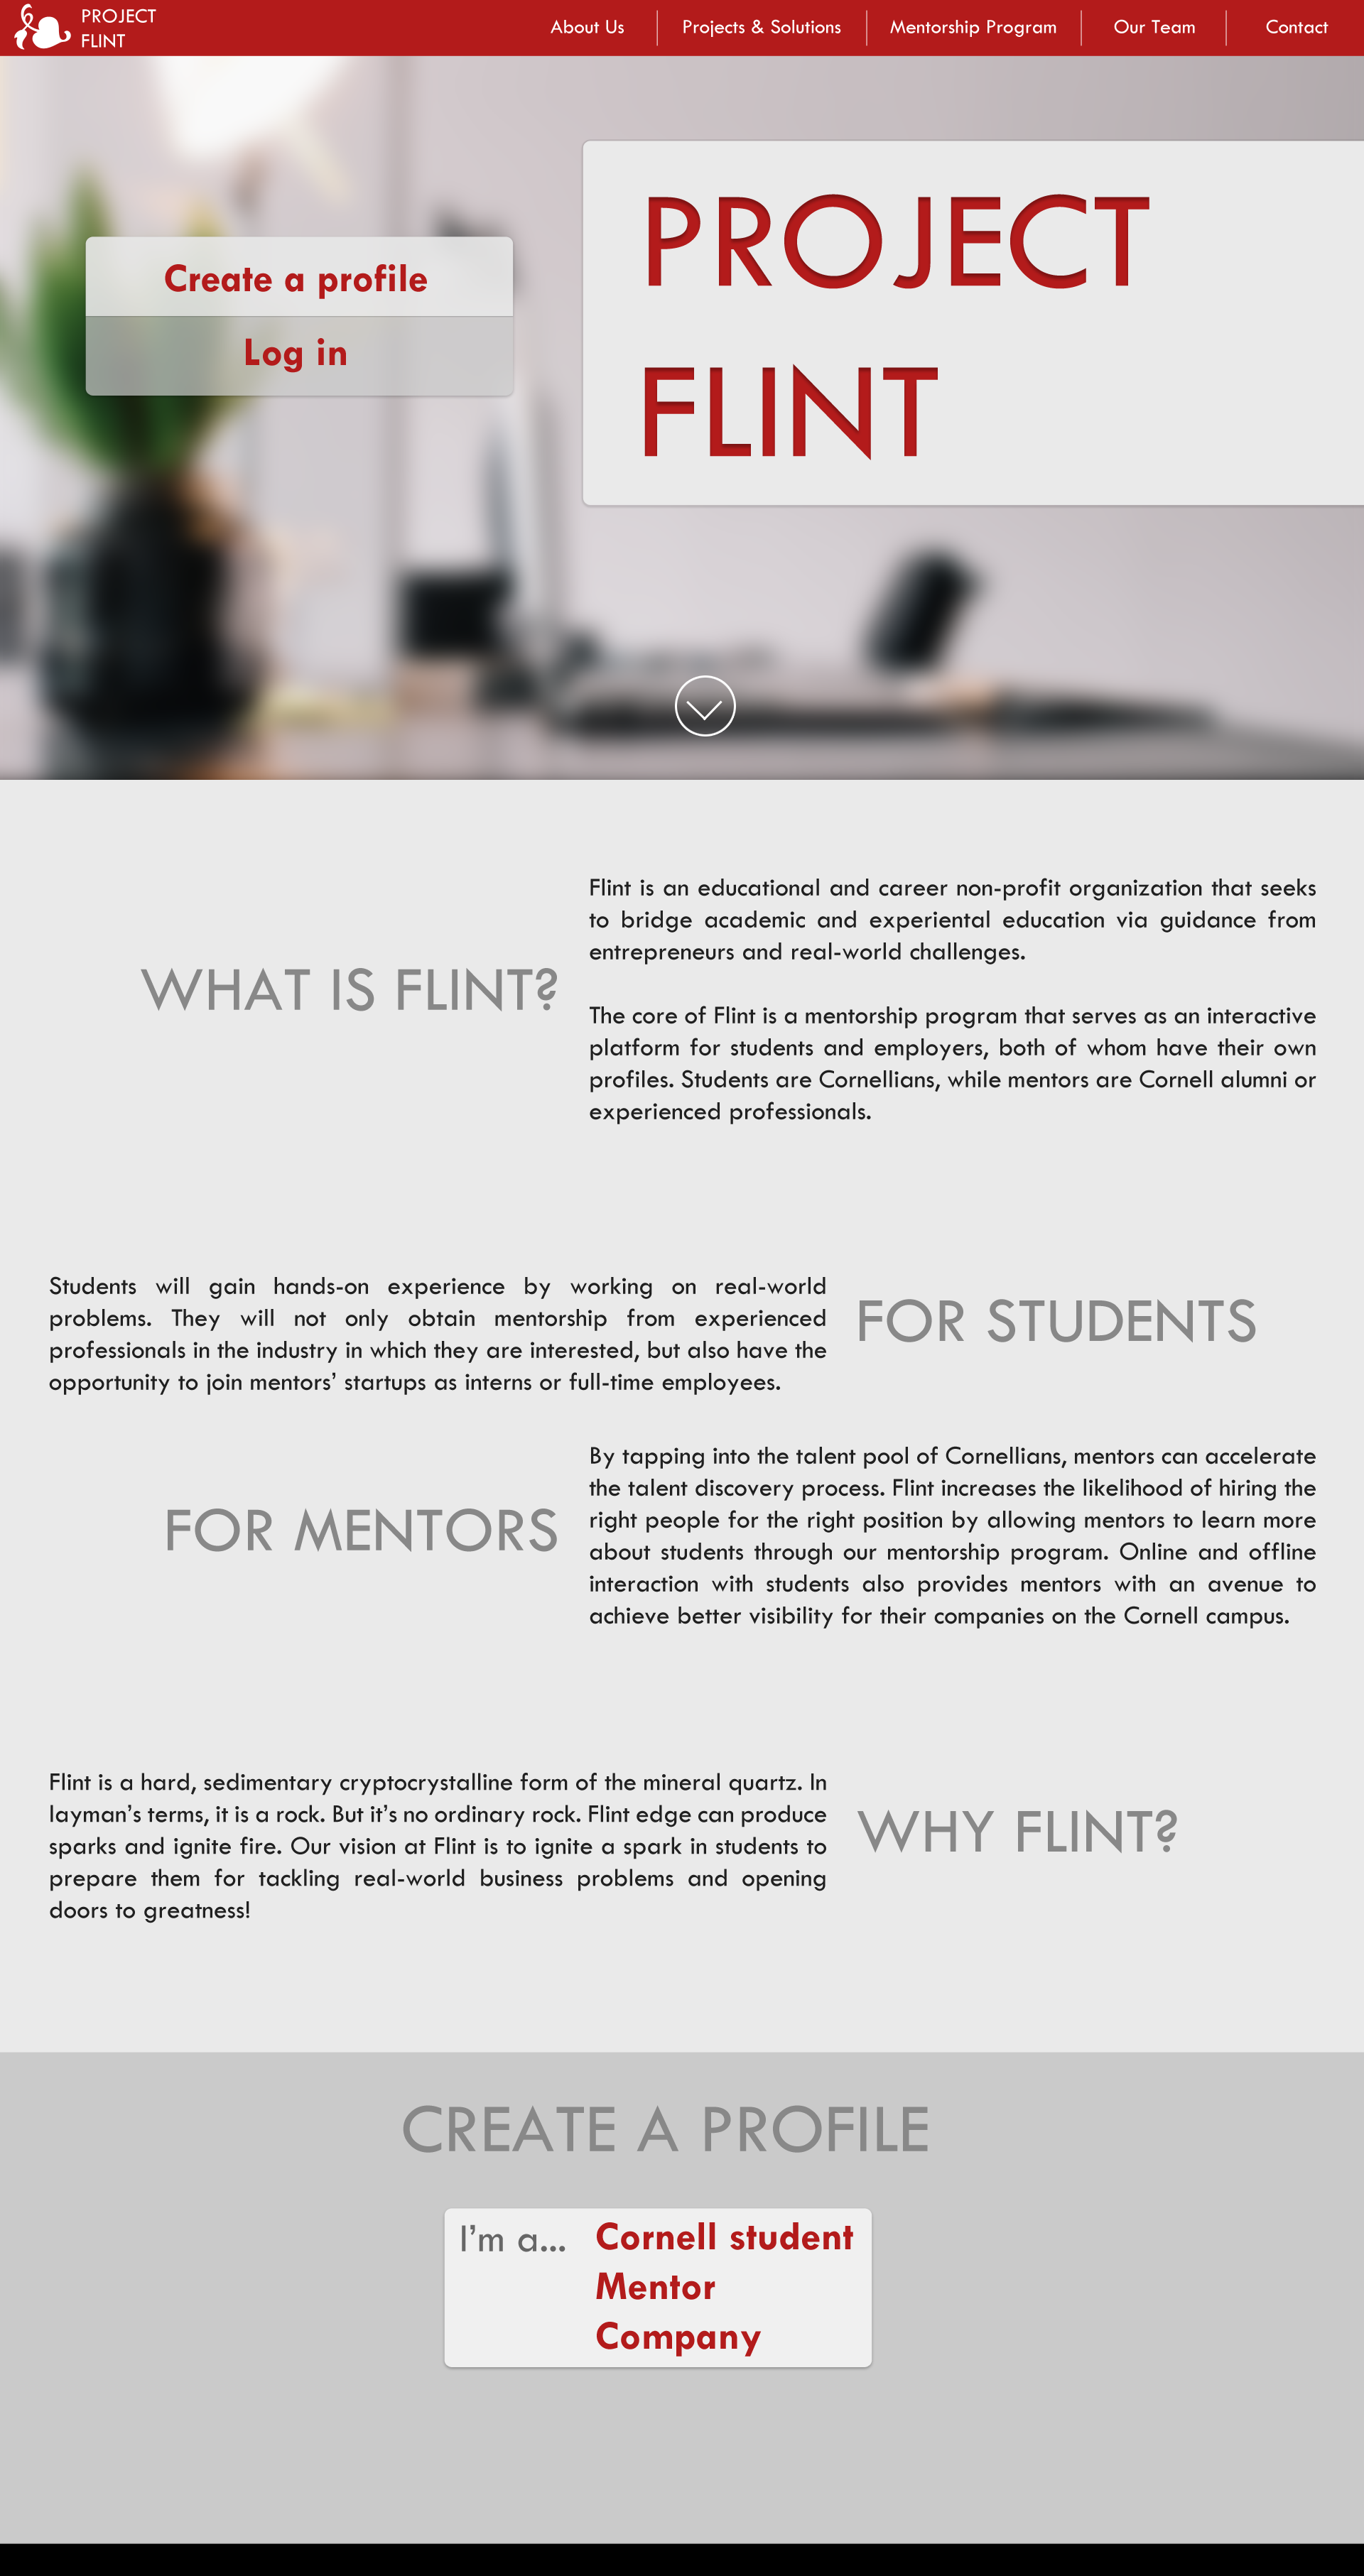 PROJECT
FLINT
About Us
Projects & Solutions
Mentorship Program
Our Team
Contact
PROJECT
FLINT
Create a profile
Log in
WHAT IS FLINT?
Flint is an educational and career non-profit organization that seeks
to bridge academic and experiental education via guidance from
entrepreneurs and real-world challenges.
The core of Flint is a mentorship program that serves as an interactive
platform for students and employers, both of whom have their own
profiles. Students are Cornellians, while mentors are Cornell alumni or
experienced professionals.
Students will gain hands-on experience by working on real-world
problems. They will not only obtain mentorship from experienced
professionals in the industry in which they are interested, but also have the
opportunity to join mentors’ startups as interns or full-time employees.
FOR STUDENTS
FOR MENTORS
By tapping into the talent pool of Cornellians, mentors can accelerate
the talent discovery process. Flint increases the likelihood of hiring the
right people for the right position by allowing mentors to learn more
about students through our mentorship program. Online and offline
interaction with students also provides mentors with an avenue to
achieve better visibility for their companies on the Cornell campus.
Flint is a hard, sedimentary cryptocrystalline form of the mineral quartz. In
layman’s terms, it is a rock. But it’s no ordinary rock. Flint edge can produce
sparks and ignite fire. Our vision at Flint is to ignite a spark in students to
prepare them for tackling real-world business problems and opening
doors to greatness!
WHY FLINT?
CREATE A PROFILE
I’m a...
Cornell student
Mentor
Company